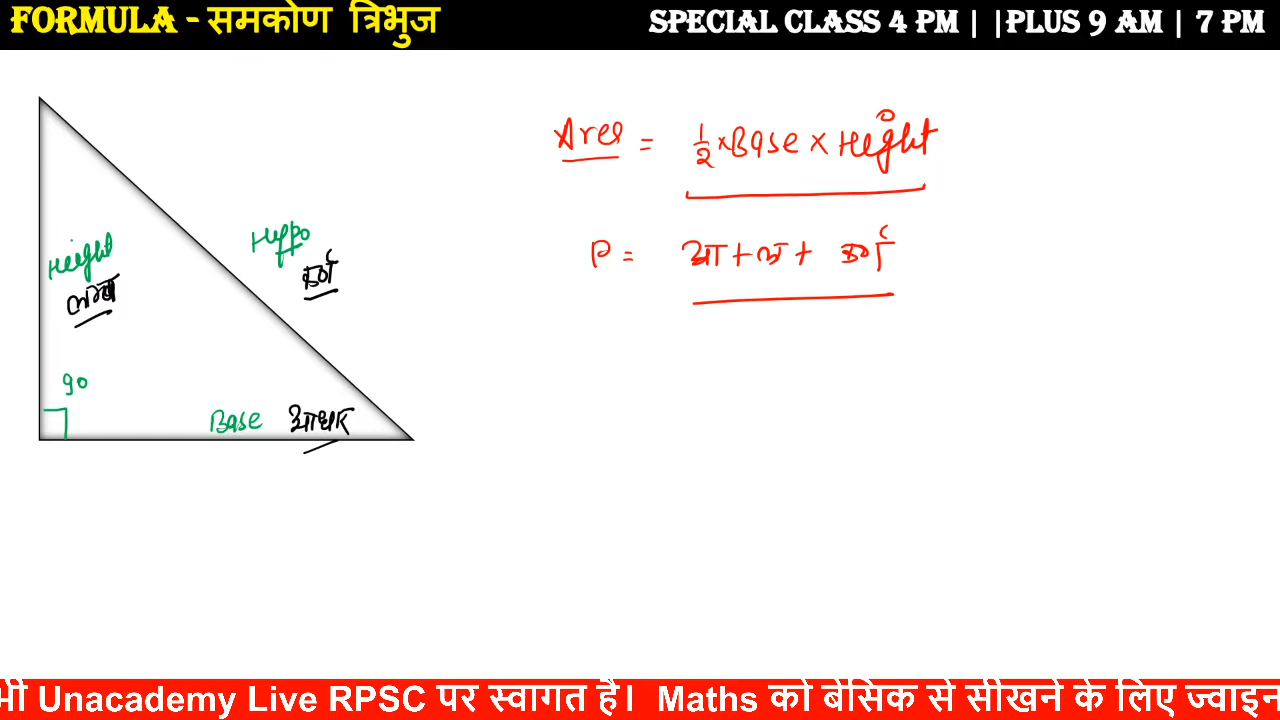 FORMULA - समकोण त्रिभुज
SPECIAL CLASS 4 PM | |PLUS 9 AM | 7 PM
Area = 1/2 × Base × Height
Hypo
कर्ण
Height
लम्ब
P = आ + ल + कर्ण
90
Base आधार
भी Unacademy Live RPSC पर स्वागत है। Maths को बेसिक से सीखने के लिए ज्वाइन